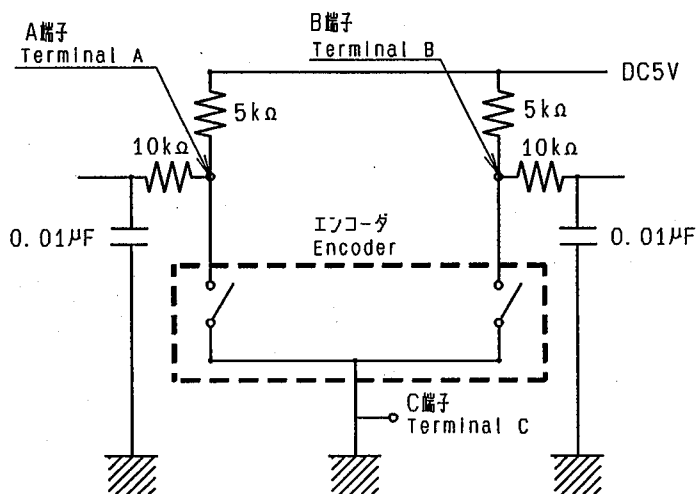 A端子
Terminal A
B端子
Terminal B
DC5V
5kΩ
5kΩ
10kΩ
10kΩ
0.01μF
エンコーダ
Encoder
0.01μF
C端子
Terminal C